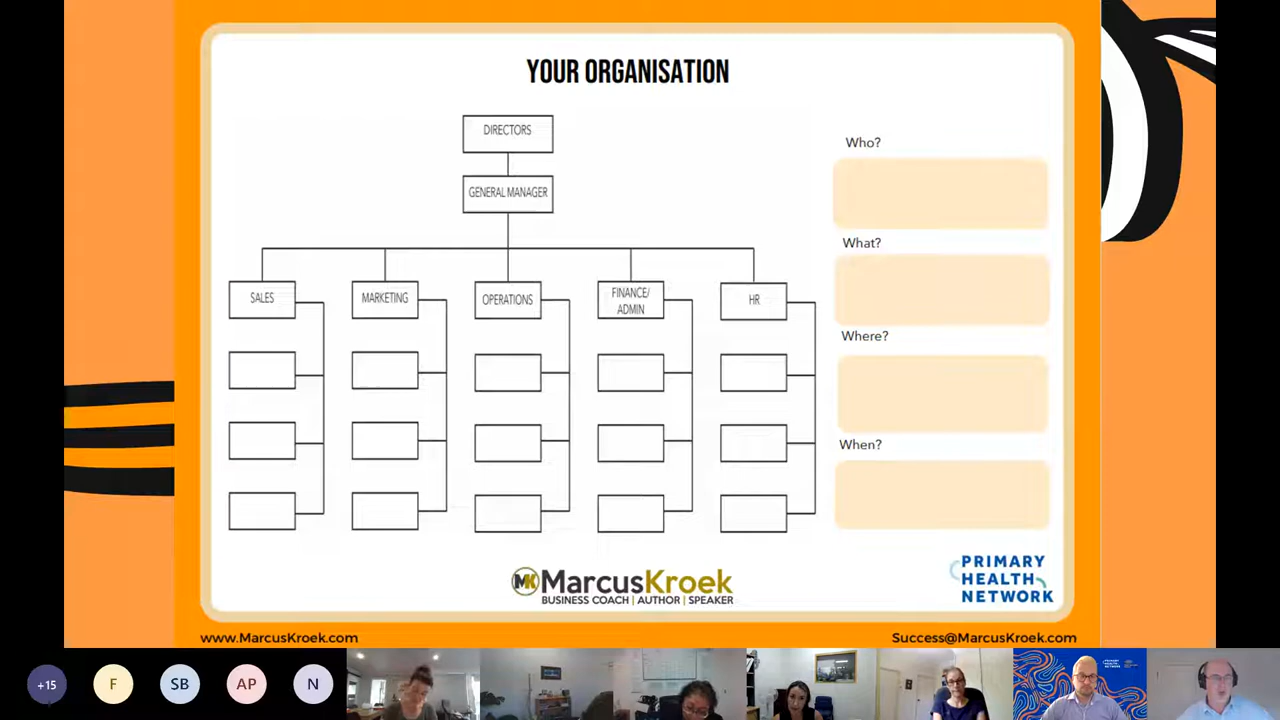 YOUR ORGANISATION
DIRECTORS
GENERAL MANAGER
SALES
MARKETING
OPERATIONS
FINANCE/
ADMIN
HR
Who?
What?
Where?
When?
MK MarcusKroek
BUSINESS COACH | AUTHOR | SPEAKER
PRIMARY
HEALTH
NETWORK
www.MarcusKroek.com
Success@MarcusKroek.com
+15
F
SB
AP
N